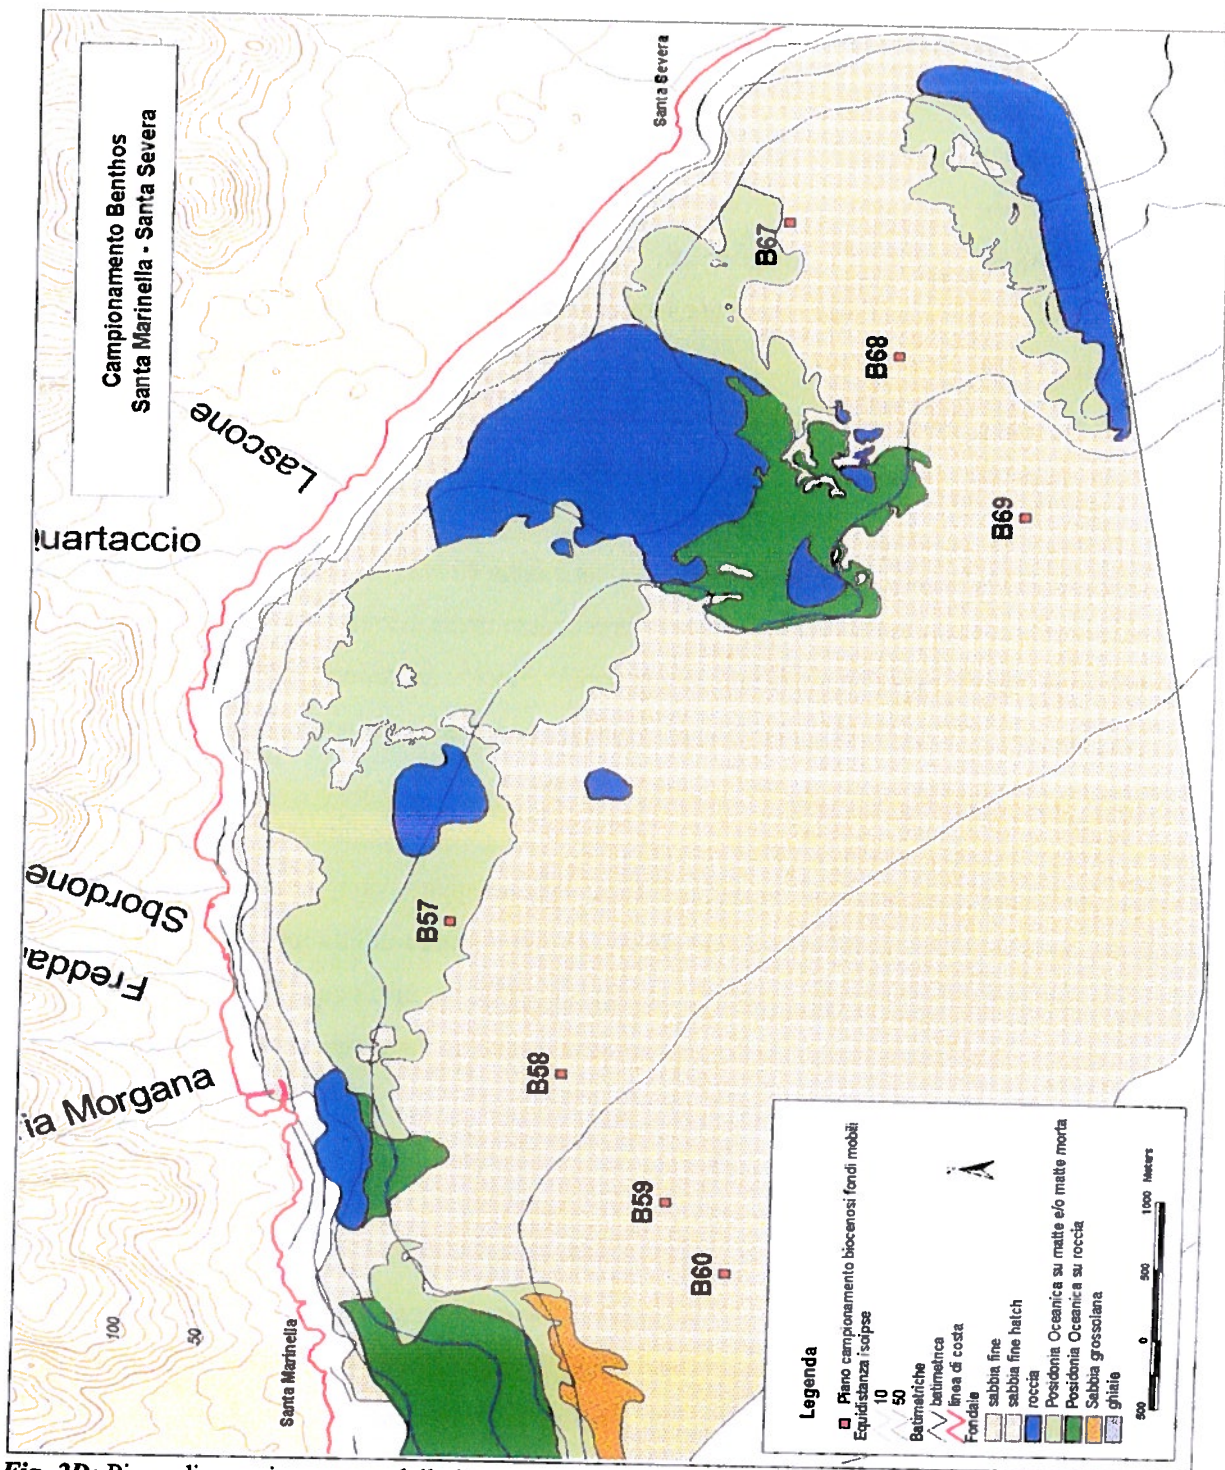 Campionamento Benthos
Santa Marinella - Santa Severa
Santa Severa
Lascone
uartaccio
Sbordone
Fredda
ia Morgana
Santa Marinella
100
50
B67
B68
B69
B57
B58
B59
B60
Legenda
Piano campionamento biocenosi fondi mobili
Equidistanza isoipse
10
50
Batimetriche
batimetrica
linea di costa
Fondale
sabbia fine
sabbia fine hatch
roccia
Posidonia Oceanica su matte e/o matte morta
Posidonia Oceanica su roccia
Sabbia grossolana
ghiaie
500 0 500 1000 Meters